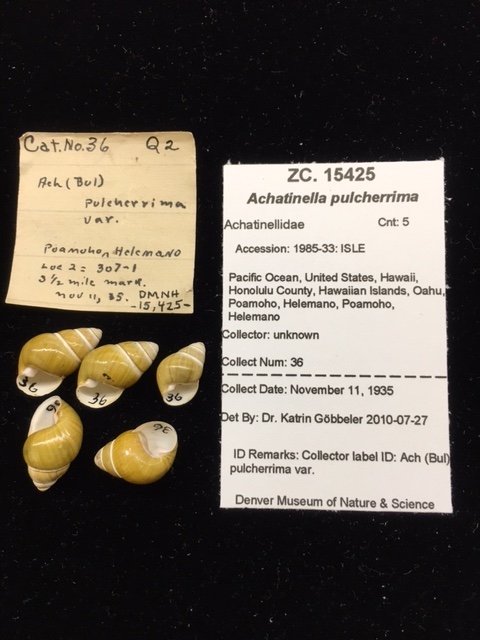 Cat. No. 36 Q2
Ach (Bul)
Pulcherrima
var.
Poamoho, Helemano
Loc 2 = 307-1
3 1/2 mile mark.
Nov 11, 35. DMNH
-15,425-
ZC. 15425
Achatinella pulcherrima
Achatinellidae Cnt: 5
Accession: 1985-33: ISLE
Pacific Ocean, United States, Hawaii,
Honolulu County, Hawaiian Islands, Oahu,
Poamoho, Helemano, Poamoho,
Helemano
Collector: unknown
Collect Num: 36
Collect Date: November 11, 1935
Det By: Dr. Katrin Göbbeler 2010-07-27
ID Remarks: Collector label ID: Ach (Bul)
pulcherrima var.
Denver Museum of Nature & Science
36
36
36
36
36